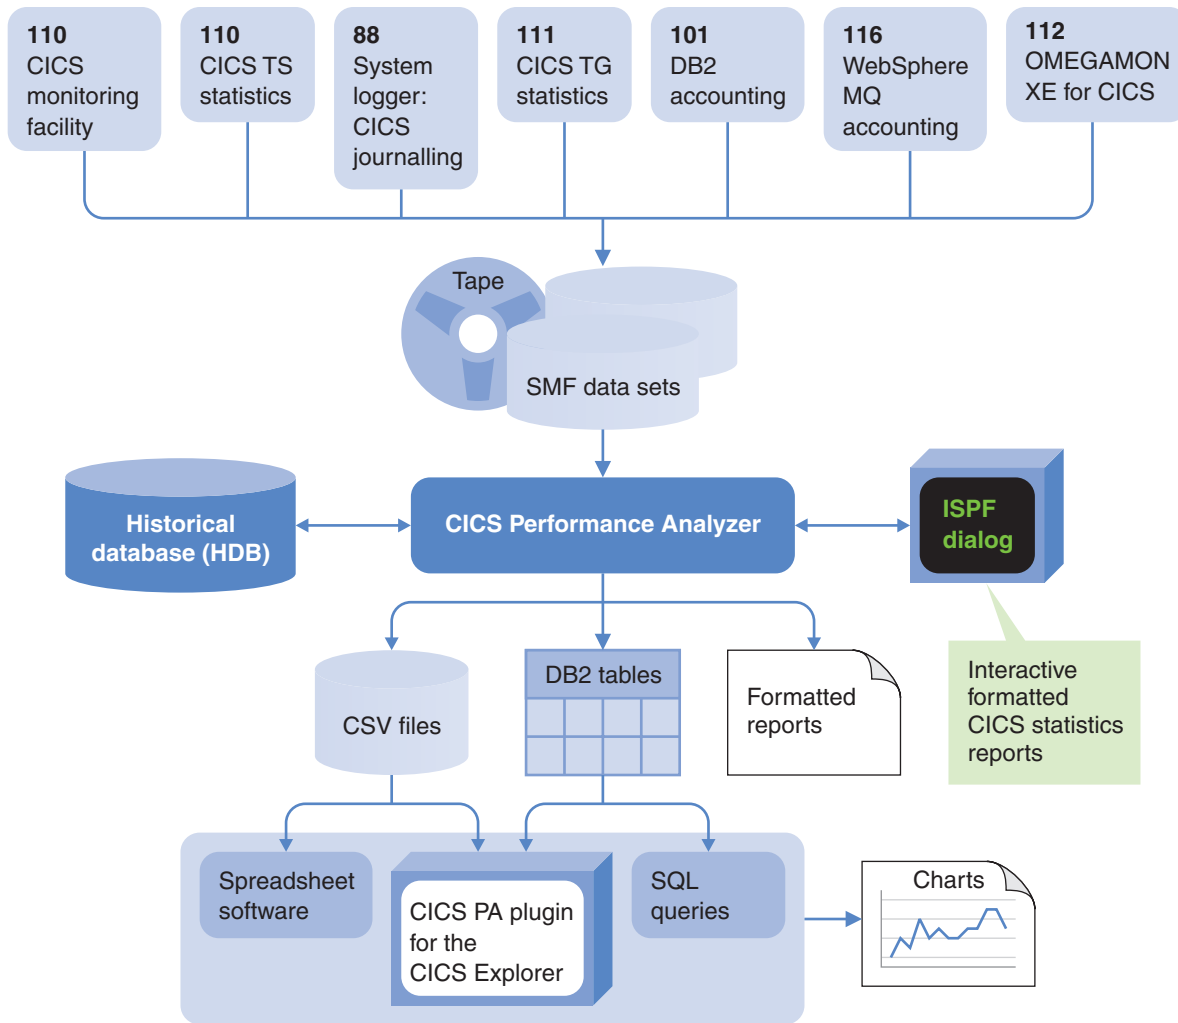 110
CICS
monitoring
facility
110
CICS TS
statistics
88
System
logger:
CICS
journalling
111
CICS TG
statistics
101
DB2
accounting
116
WebSphere
MQ
accounting
112
OMEGAMON
XE for CICS
Tape
SMF data sets
Historical
database (HDB)
CICS Performance Analyzer
ISPF
dialog
CSV files
DB2 tables
Formatted
reports
Interactive
formatted
CICS statistics
reports
Spreadsheet
software
CICS PA plugin
for the
CICS Explorer
SQL
queries
Charts